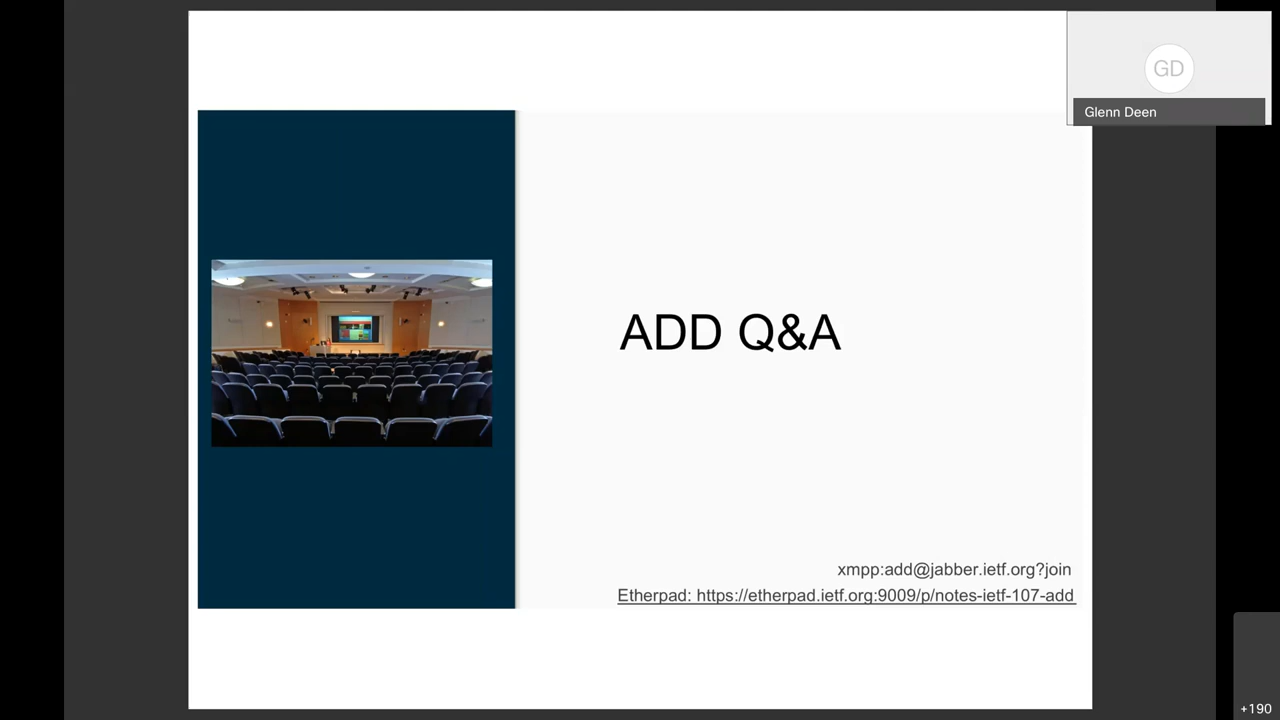 GD
Glenn Deen
ADD Q&A
xmpp:add@jabber.ietf.org?join
Etherpad: https://etherpad.ietf.org:9009/p/notes-ietf-107-add
+190